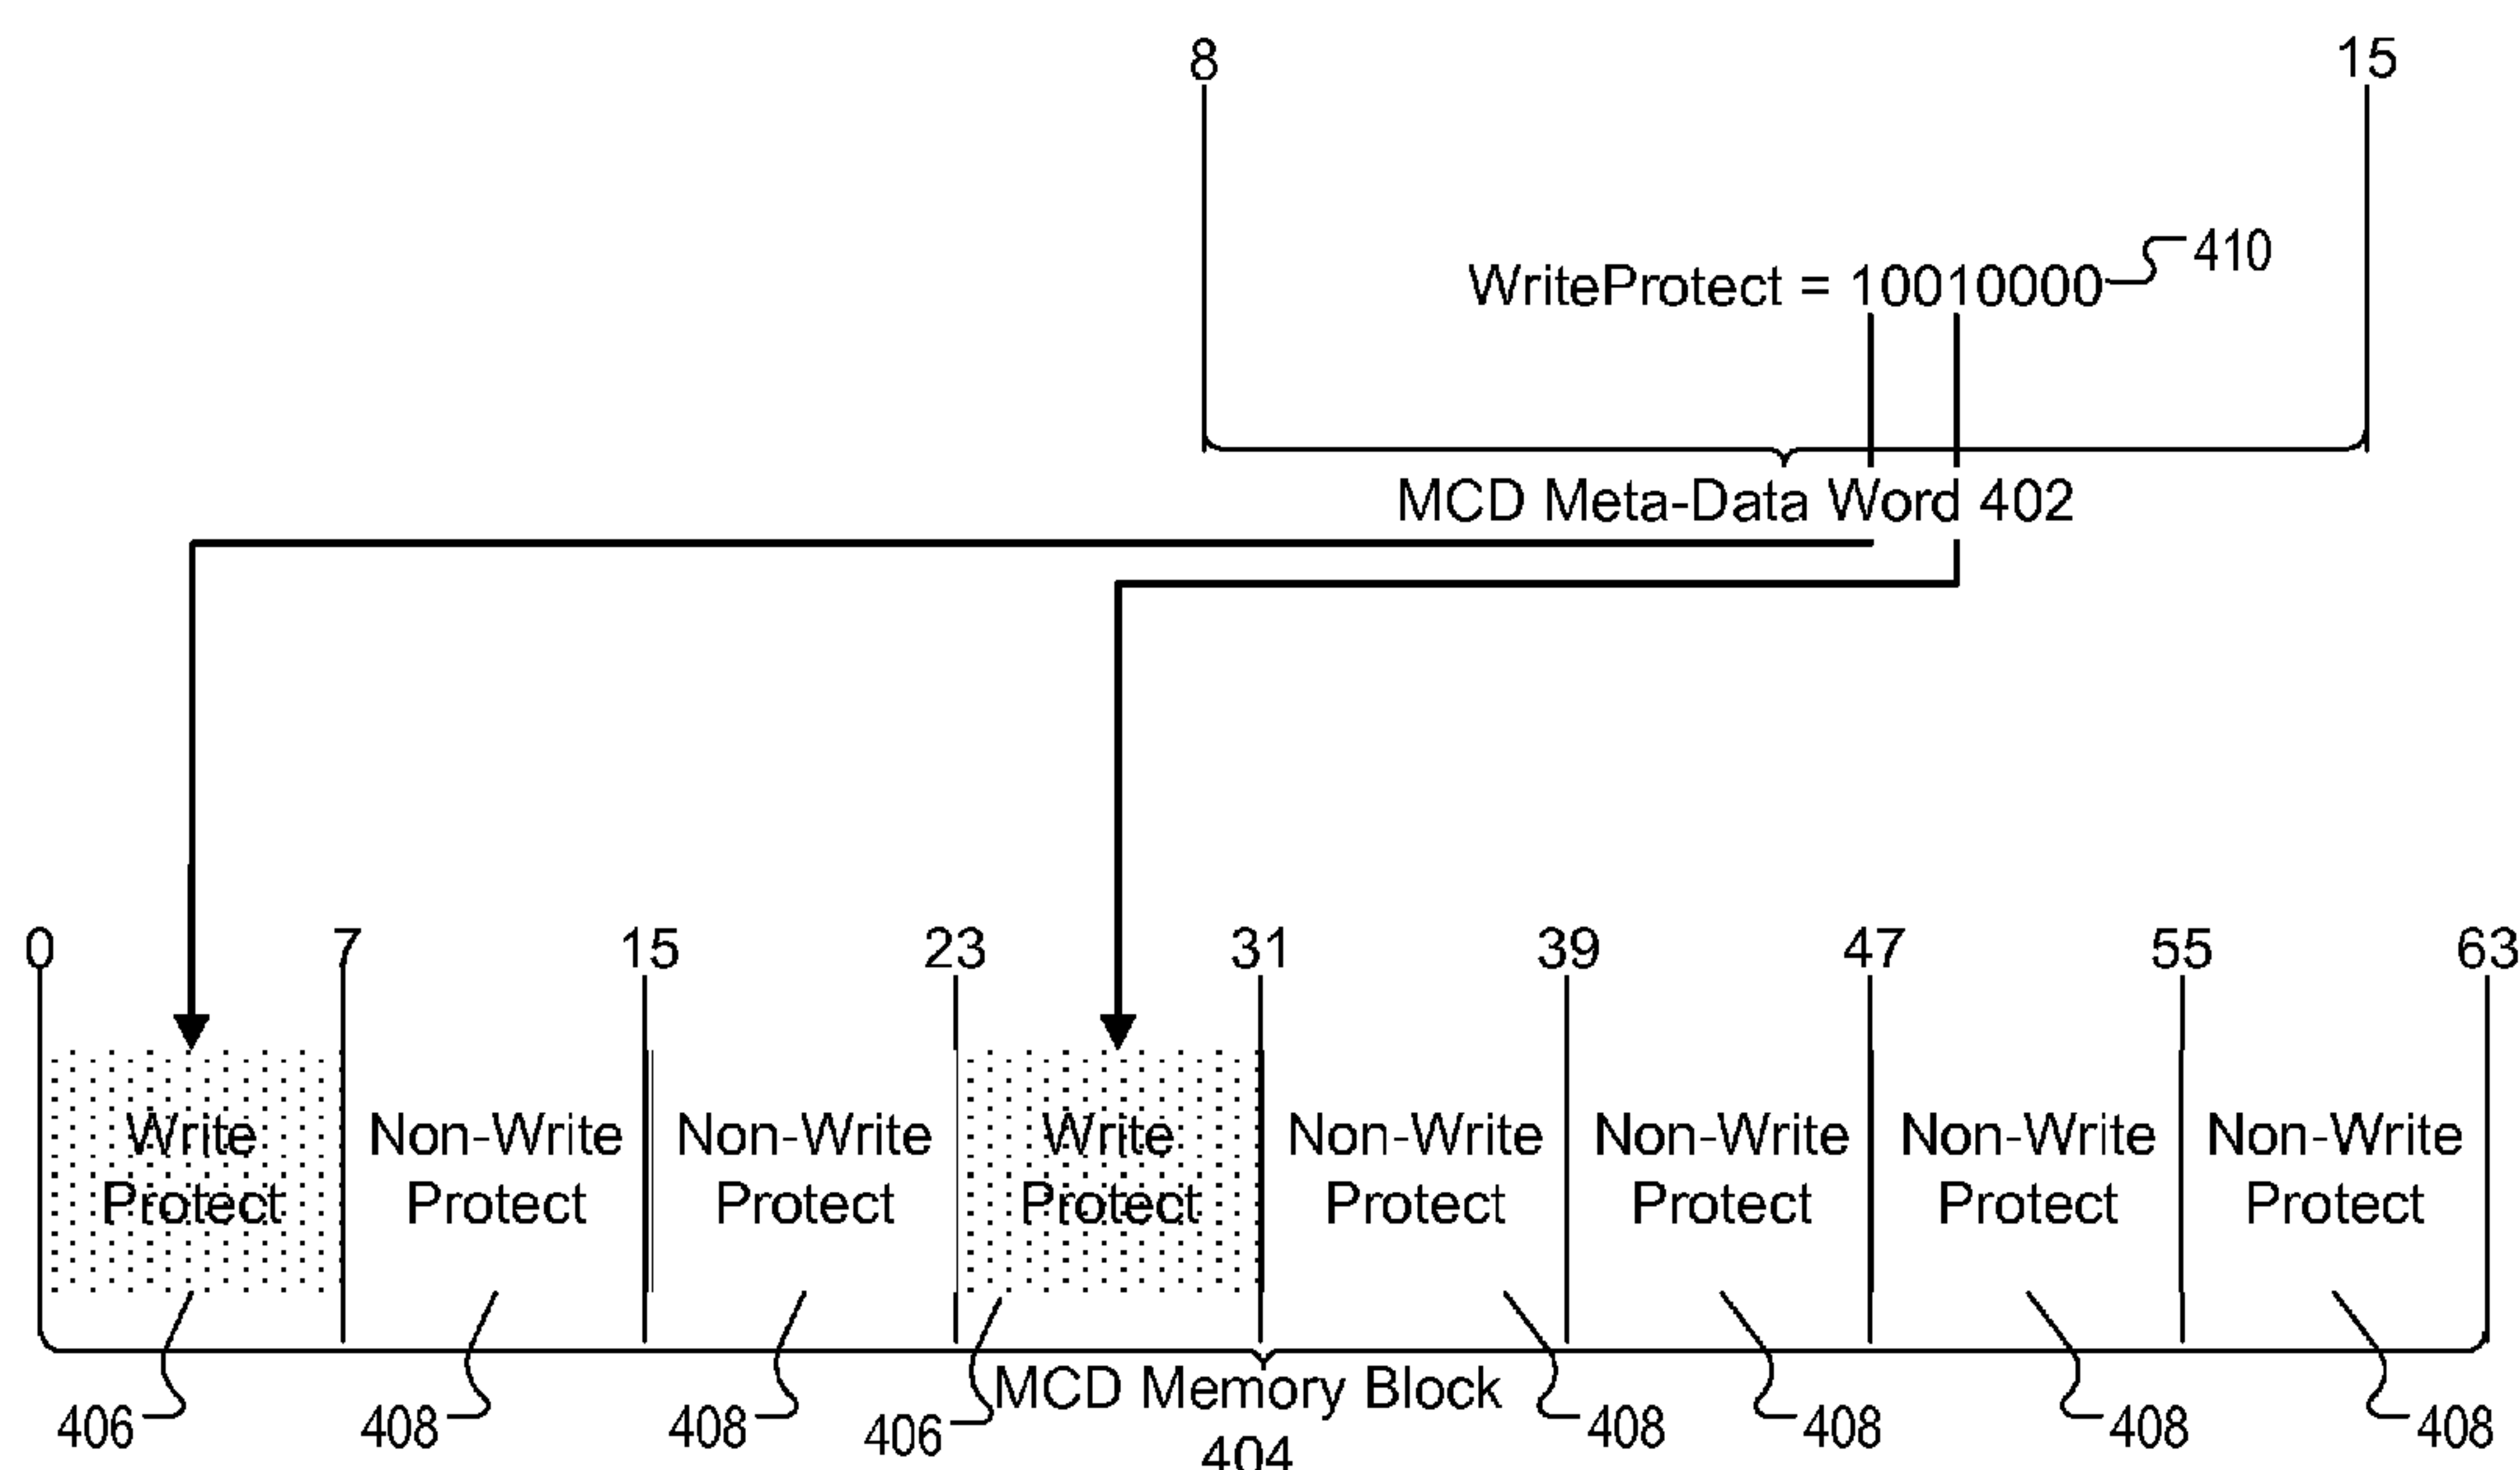 8 15
WriteProtect = 10010000 410
MCD Meta-Data Word 402
0 7 15 23 31 39 47 55 63
Write Non-Write Non-Write Write Non-Write Non-Write Non-Write Non-Write
Protect Protect Protect Protect Protect Protect Protect Protect
MCD Memory Block
406 408 408 406 408 408 408 408
404